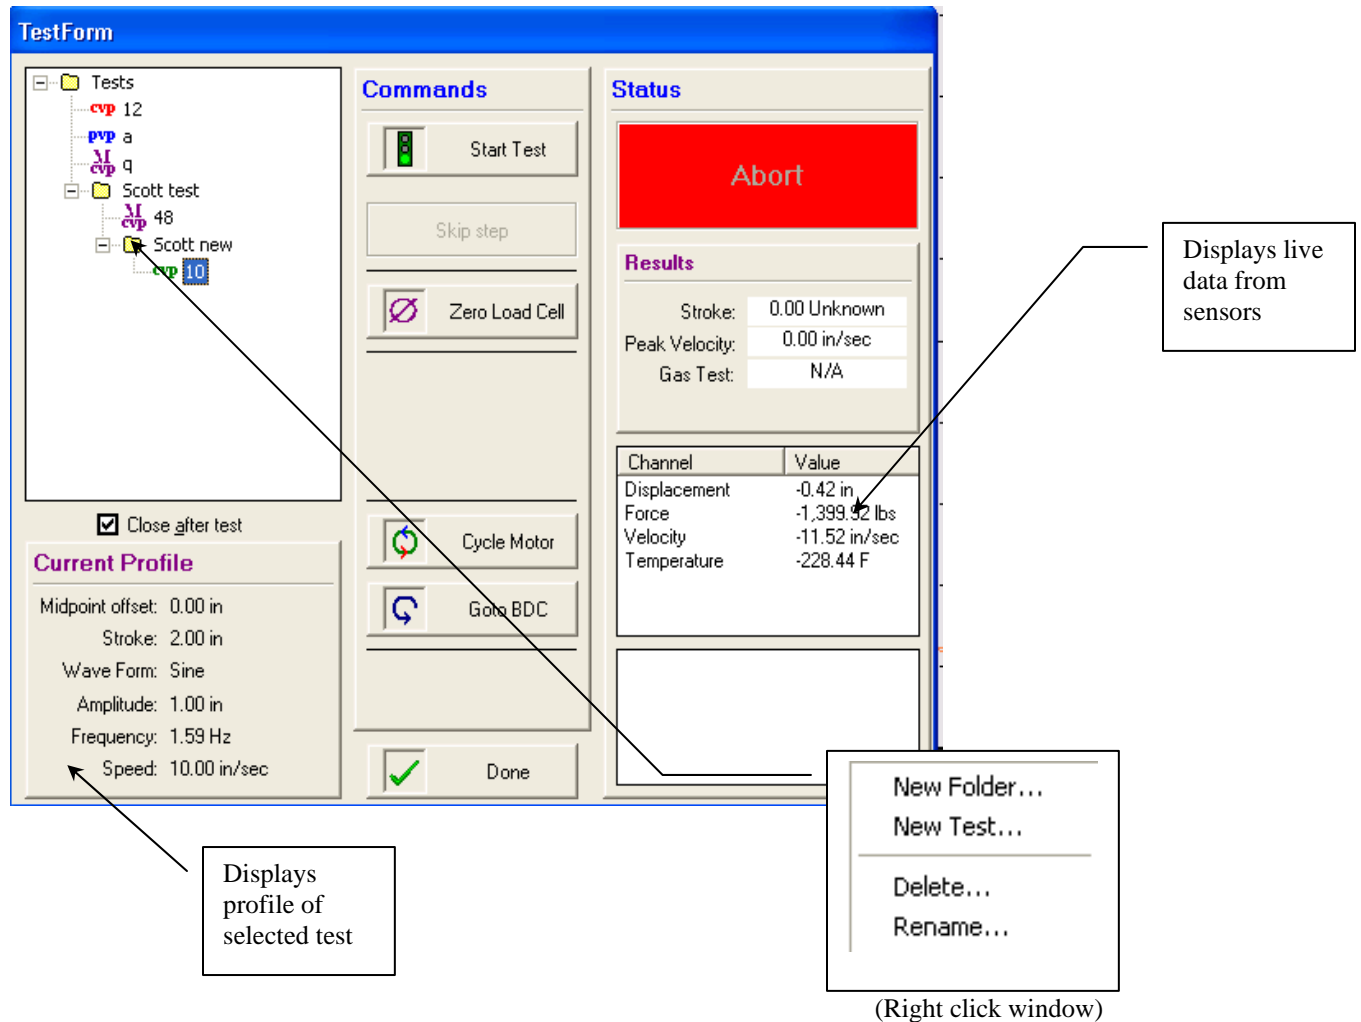 TestForm
Tests
cvp 12
pvp a
M
cvp q
Scott test
M
cvp 48
Scott new
cvp 10
Close after test
Current Profile
Midpoint offset: 0.00 in
Stroke: 2.00 in
Wave Form: Sine
Amplitude: 1.00 in
Frequency: 1.59 Hz
Speed: 10.00 in/sec
Commands
Start Test
Skip step
Zero Load Cell
Cycle Motor
Goto BDC
Done
Status
Abort
Results
Stroke: 0.00 Unknown
Peak Velocity: 0.00 in/sec
Gas Test: N/A
Channel Value
Displacement -0.42 in
Force -1,399.92 lbs
Velocity -11.52 in/sec
Temperature -228.44 F
Displays live
data from
sensors
Displays
profile of
selected test
New Folder...
New Test...
Delete...
Rename...
(Right click window)